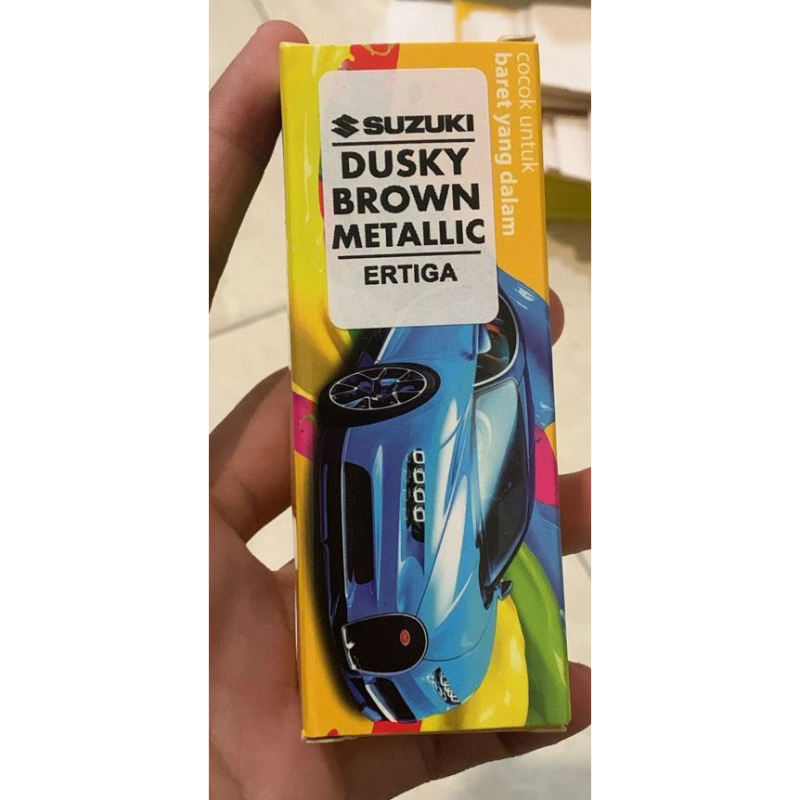 SUZUKI
DUSKY
BROWN
METALLIC
ERTIGA
cocok untuk
baret yang dalam